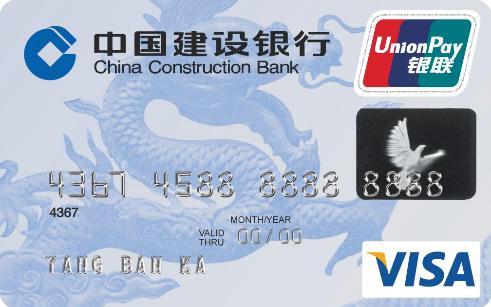 中国建设银行
China Construction Bank
UnionPay
银联
4367 4588 8888 8888
4367
MONTH/YEAR
VALID
THRU 00/00
TANG BAN KA
VISA